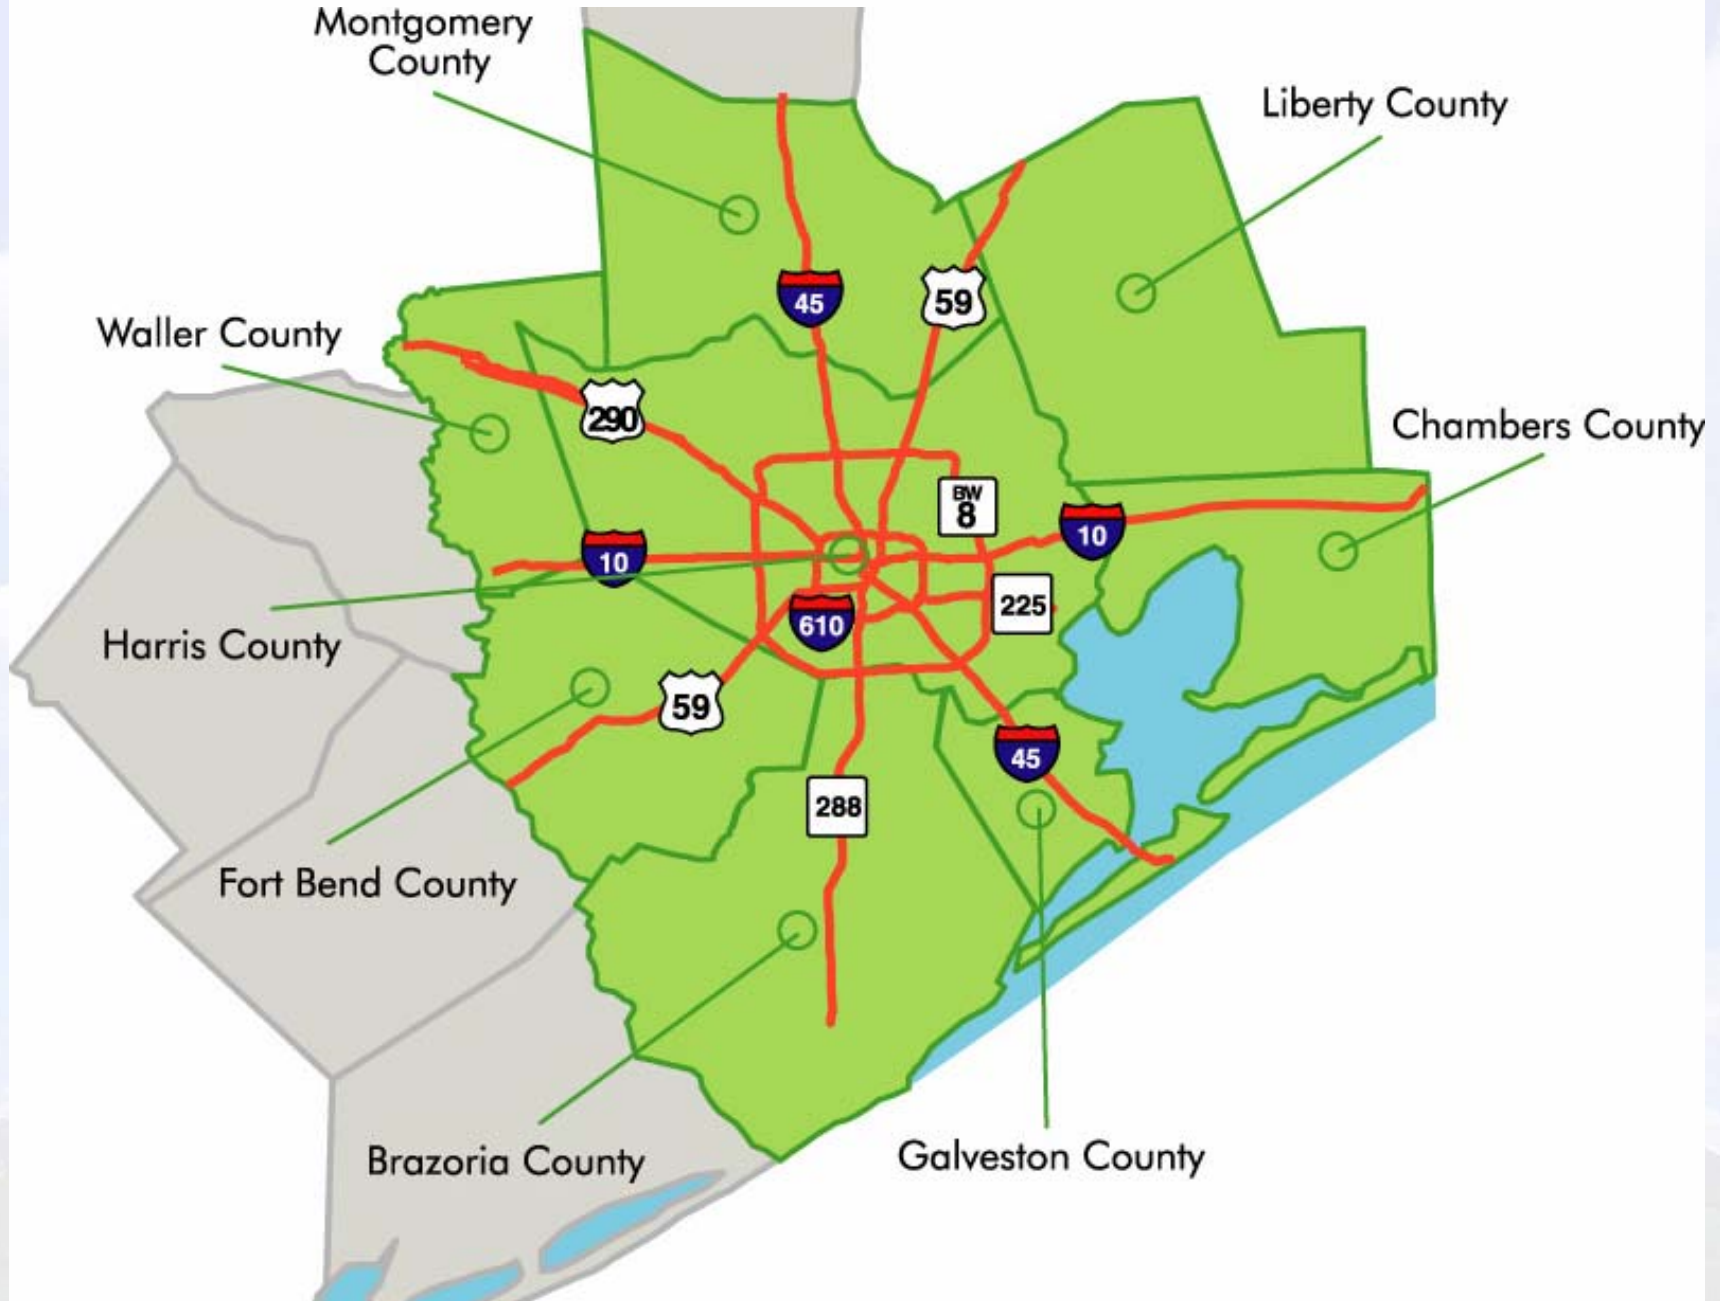 Montgomery
County
Liberty County
45
59
Waller County
290
Chambers County
BW
8
10
10
225
610
Harris County
59
45
288
Fort Bend County
Brazoria County
Galveston County